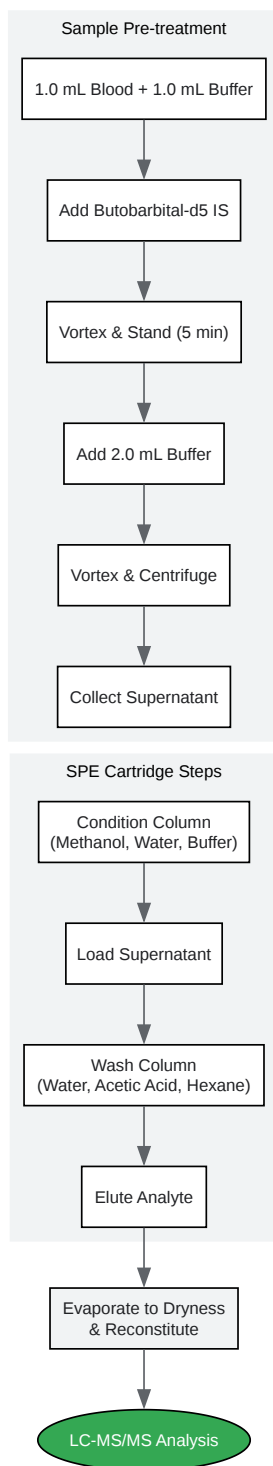 Sample Pre-treatment
1.0 mL Blood + 1.0 mL Buffer
Add Butobarbital-d5 IS
Vortex & Stand (5 min)
Add 2.0 mL Buffer
Vortex & Centrifuge
Collect Supernatant
SPE Cartridge Steps
Condition Column
(Methanol, Water, Buffer)
Load Supernatant
Wash Column
(Water, Acetic Acid, Hexane)
Elute Analyte
Evaporate to Dryness
& Reconstitute
LC-MS/MS Analysis